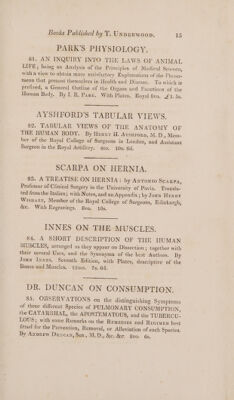 Books Published by T. UNDERWOOD. 15
PARK'S PHYSIOLOGY.
81. AN INQUIRY INTO THE LAWS OF ANIMAL
LIFE; being an Analysis of the Principles of Medical Science,
with a view to obtain more satisfactory Explanations of the Pheno-
mena that present themselves in Health and Disease. To which is
prefixed, a General Outline of the Organs and Functions of the
Human Body. By J. R. PARK. With Plates. Royal 8vo. £1. 5s.
AYSHFORD'S TABULAR VIEWS.
82. TABULAR VIEWS OF THE ANATOMY OF
THE HUMAN BODY. By HENRY H. AYSHFORD, M. D., Mem-
ber of the Royal College of Surgeons in London, and Assistant
Surgeon in the Royal Artillery. 4to. 10s. 6d.
SCARPA ON HERNIA.
83. A TREATISE ON HERNIA: by ANTONIO SCARPA,
Professor of Clinical Surgery in the University of Pavia. Transla-
ted from the Italian; with Notes, and an Appendix; by JOHN HENRY
WISHART, Member of the Royal College of Surgeons, Edinburgh,
&c. With Engravings. 8vo. 16s.
INNES ON THE MUSCLES.
84. A SHORT DESCRIPTION OF THE HUMAN
MUSCLES, arranged as they appear on Dissection; together with
their several Uses, and the Synonyma of the best Authors. By
JOHN INNES. Seventh Edition, with Plates, descriptive of the
Bones and Muscles. 12mo. 7s. 6d.
DR. DUNCAN ON CONSUMPTION.
85. OBSERVATIONS on the distinguishing Symptoms
of three different Species of PULMONARY CONSUMPTION,
the CATARRHAL, the APOSTEMATOUS, and the TUBERCU-
LOUS; with some Remarks on the REMEDIES and REGIMEN best
fitted for the Prevention, Removal, or Alleviation of each Species.
By ANDREW DUNCAN, Sen., M. D., &c. &c. 8vo. 6s.